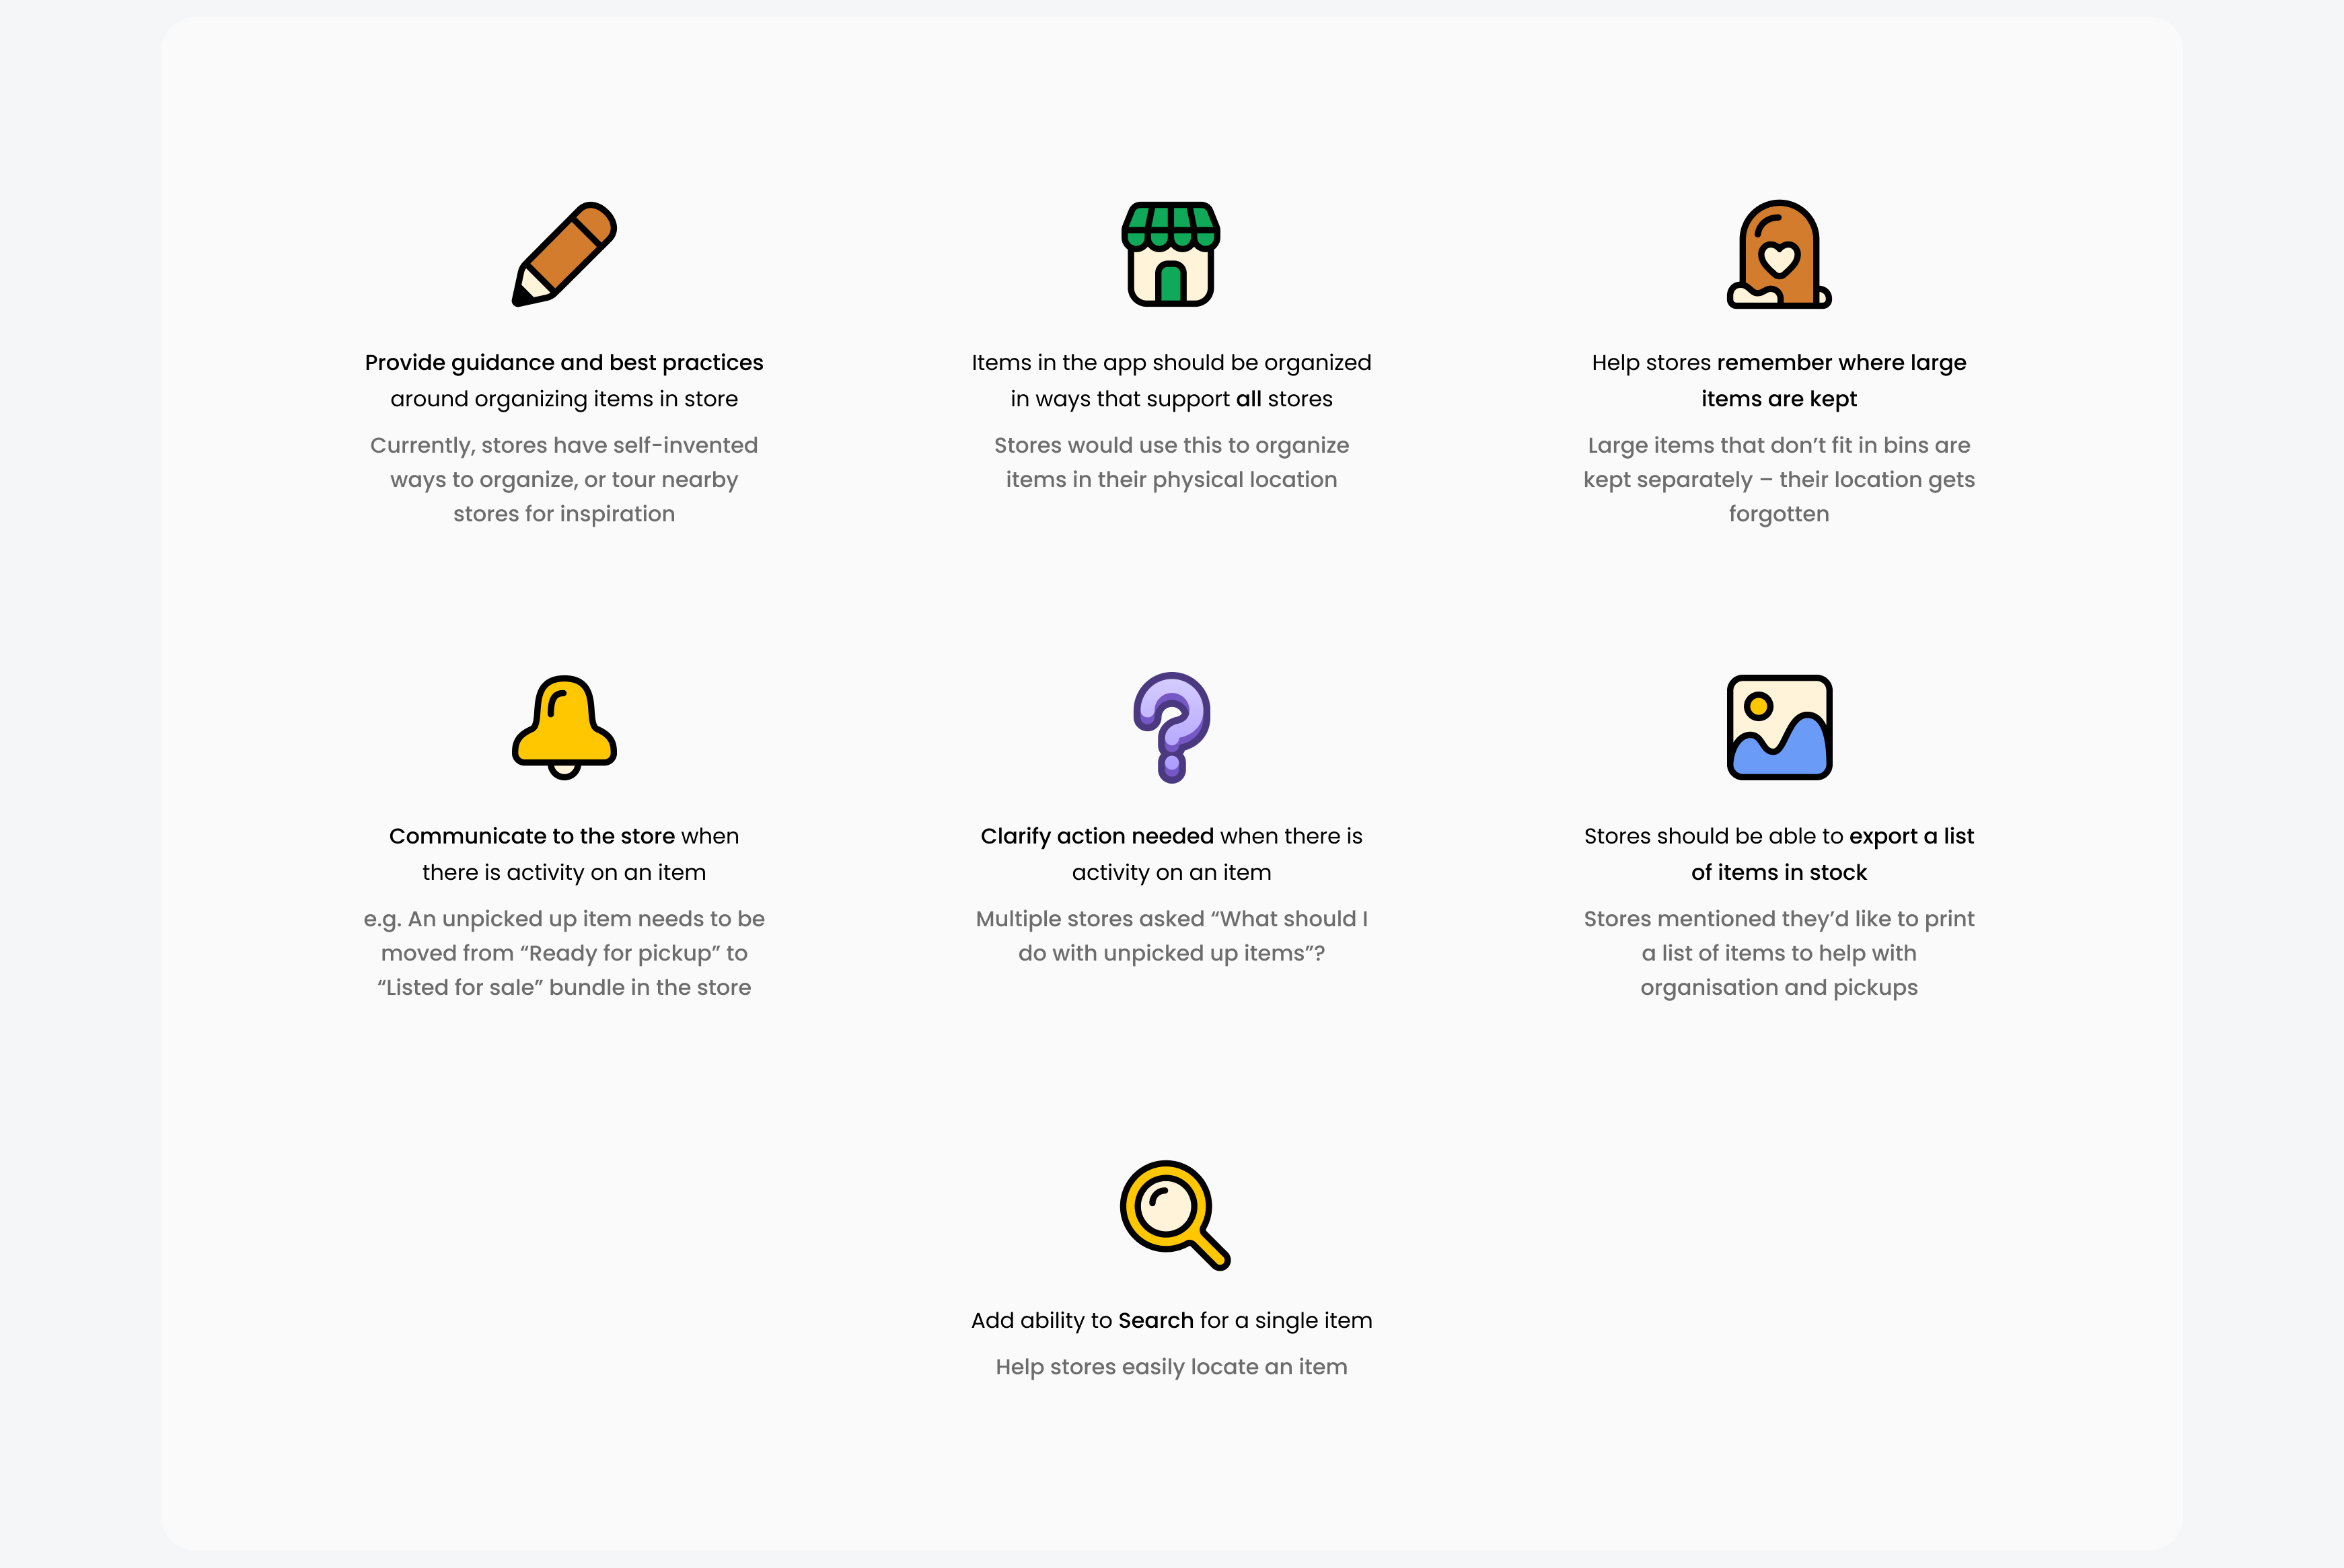 Provide guidance and best practices
around organizing items in store
Currently, stores have self-invented
ways to organize, or tour nearby
stores for inspiration
Items in the app should be organized
in ways that support all stores
Stores would use this to organize
items in their physical location
Help stores remember where large
items are kept
Large items that don’t fit in bins are
kept separately – their location gets
forgotten
Communicate to the store when
there is activity on an item
e.g. An unpicked up item needs to be
moved from “Ready for pickup” to
“Listed for sale” bundle in the store
Clarify action needed when there is
activity on an item
Multiple stores asked “What should I
do with unpicked up items”?
Stores should be able to export a list
of items in stock
Stores mentioned they’d like to print
a list of items to help with
organisation and pickups
Add ability to Search for a single item
Help stores easily locate an item